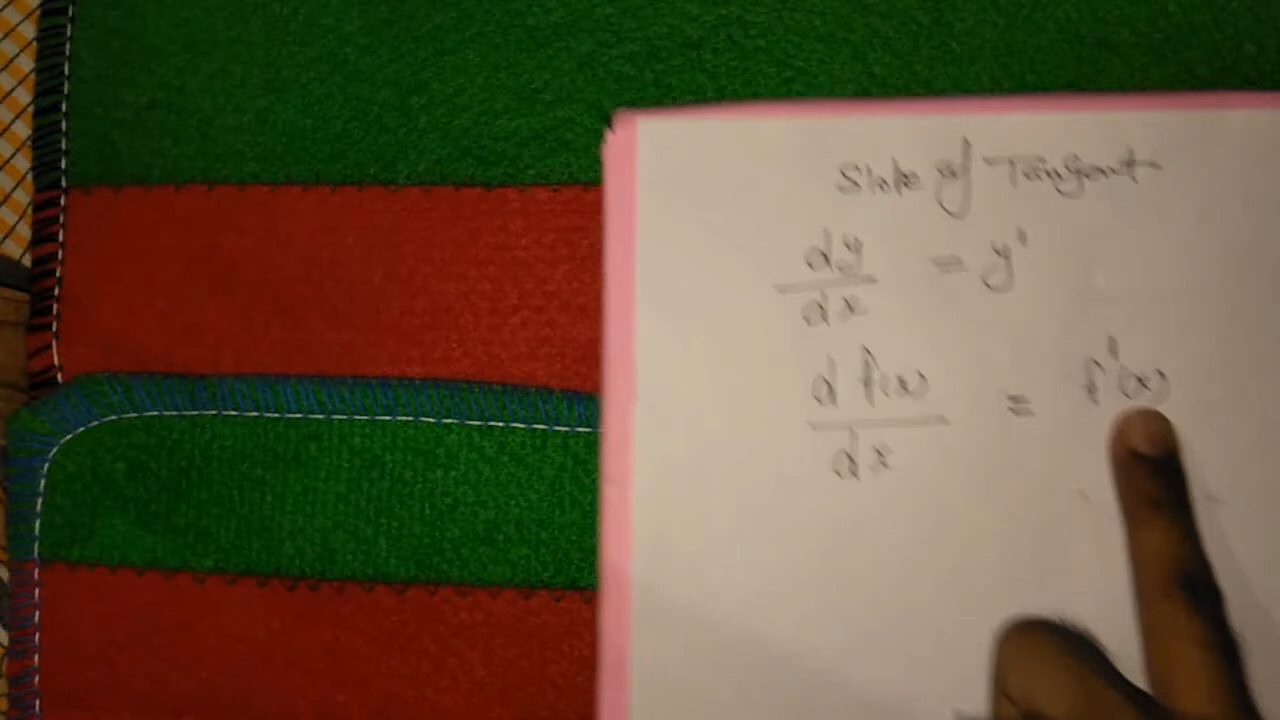 Slope of Tangent
dy/dx = y'
d f(x)/dx = f'(x)